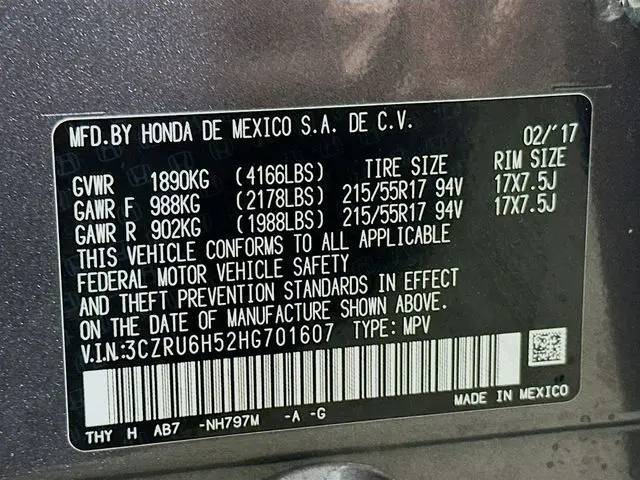 MFD.BY HONDA DE MEXICO S.A. DE C.V. 02/'17
GVWR 1890KG (4166LBS) TIRE SIZE RIM SIZE
GAWR F 988KG (2178LBS) 215/55R17 94V 17X7.5J
GAWR R 902KG (1988LBS) 215/55R17 94V 17X7.5J
THIS VEHICLE CONFORMS TO ALL APPLICABLE
FEDERAL MOTOR VEHICLE SAFETY
AND THEFT PREVENTION STANDARDS IN EFFECT
ON THE DATE OF MANUFACTURE SHOWN ABOVE.
V.I.N.:3CZRU6H52HG701607 TYPE: MPV
MADE IN MEXICO
THY H AB7 -NH797M -A -G